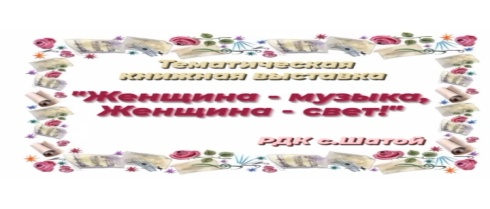 Тематическая
книжная выставка
"Женщина - музыка,
Женщина - свет!"
РДК с.Шатой